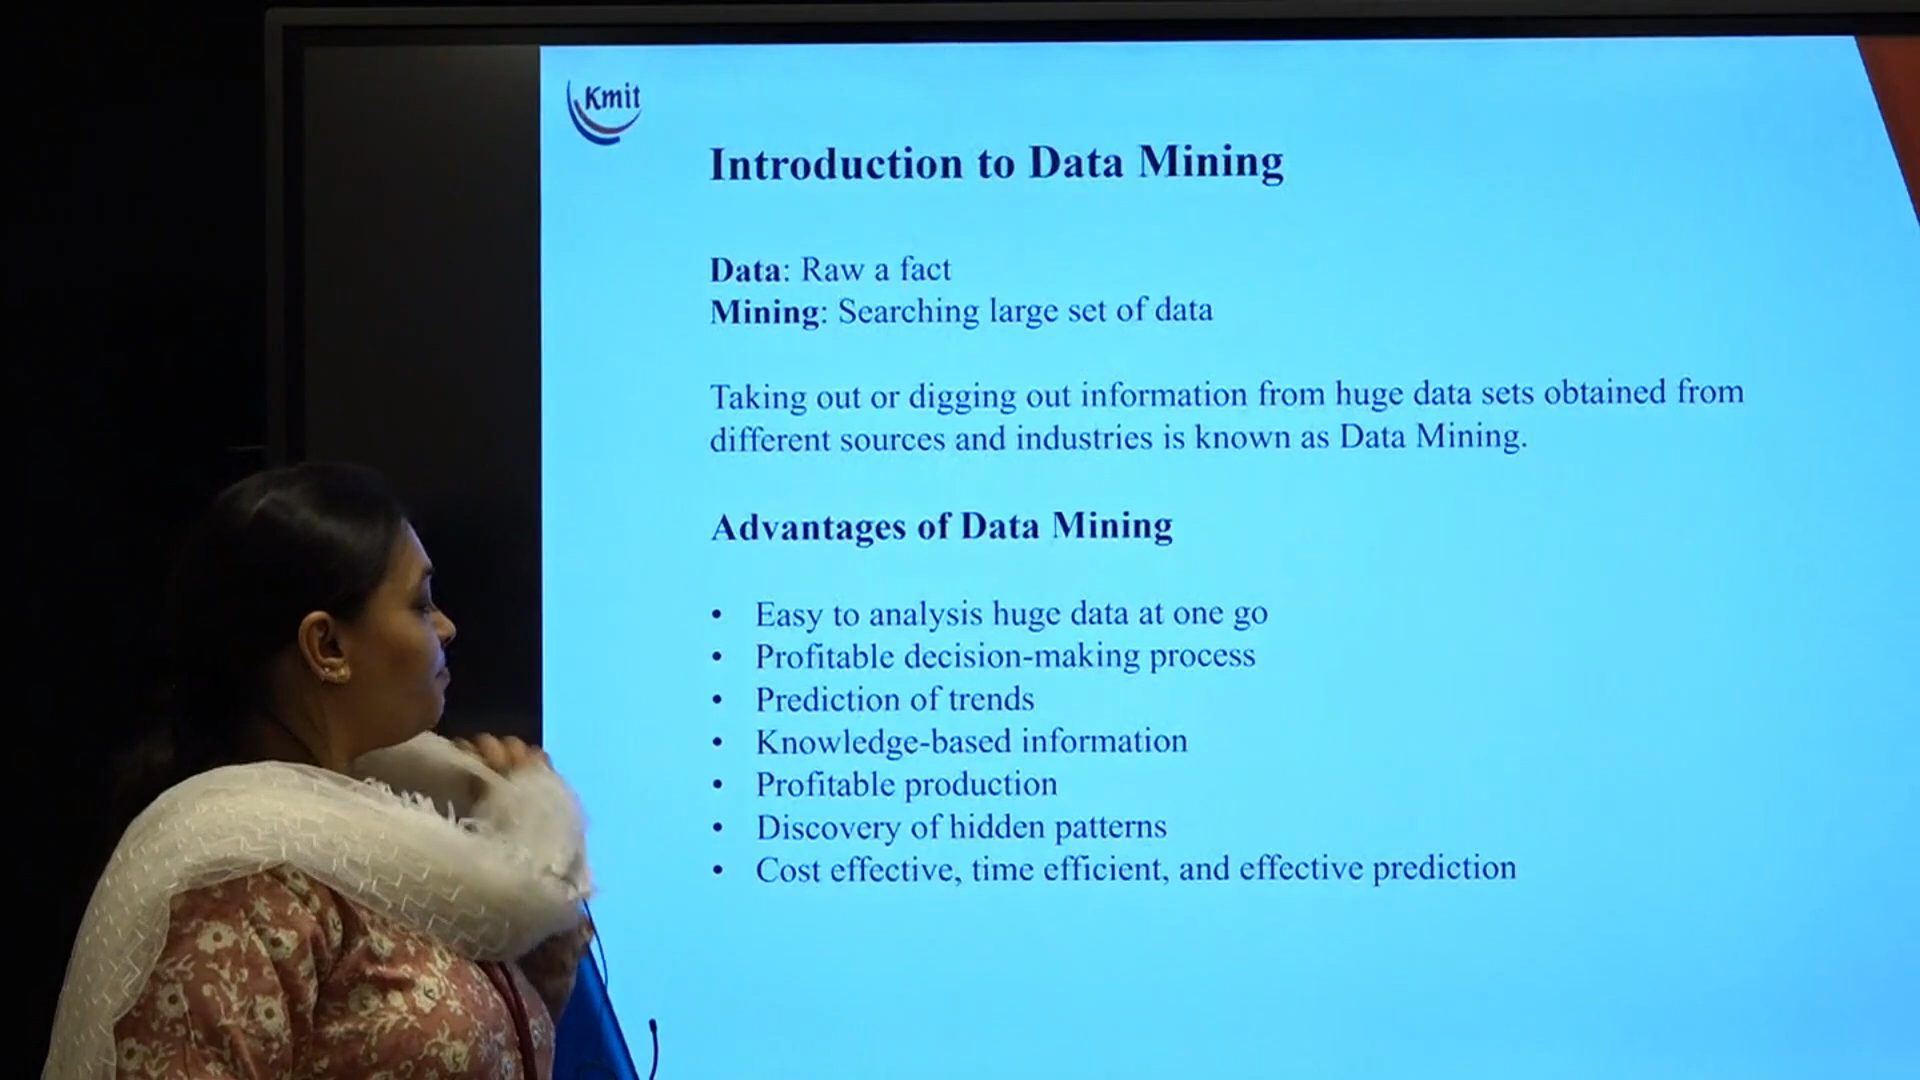 Kmit
Introduction to Data Mining
Data: Raw a fact
Mining: Searching large set of data
Taking out or digging out information from huge data sets obtained from
different sources and industries is known as Data Mining.
Advantages of Data Mining
• Easy to analysis huge data at one go
• Profitable decision-making process
• Prediction of trends
• Knowledge-based information
• Profitable production
• Discovery of hidden patterns
• Cost effective, time efficient, and effective prediction